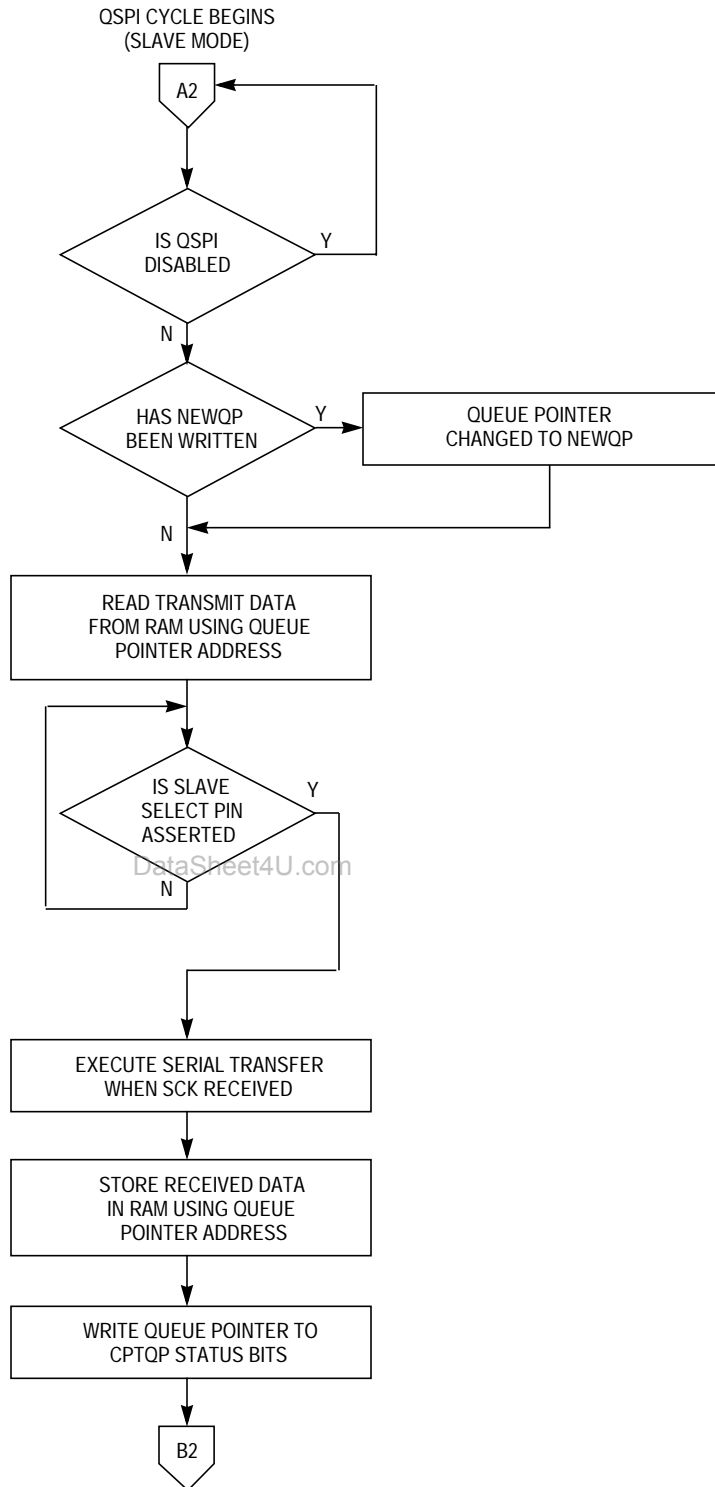 QSPI CYCLE BEGINS
(SLAVE MODE)
A2
IS QSPI
DISABLED
Y
N
HAS NEWQP
BEEN WRITTEN
Y
QUEUE POINTER
CHANGED TO NEWQP
N
READ TRANSMIT DATA
FROM RAM USING QUEUE
POINTER ADDRESS
IS SLAVE
SELECT PIN
ASSERTED
Y
DataSheet4U.com
N
EXECUTE SERIAL TRANSFER
WHEN SCK RECEIVED
STORE RECEIVED DATA
IN RAM USING QUEUE
POINTER ADDRESS
WRITE QUEUE POINTER TO
CPTQP STATUS BITS
B2